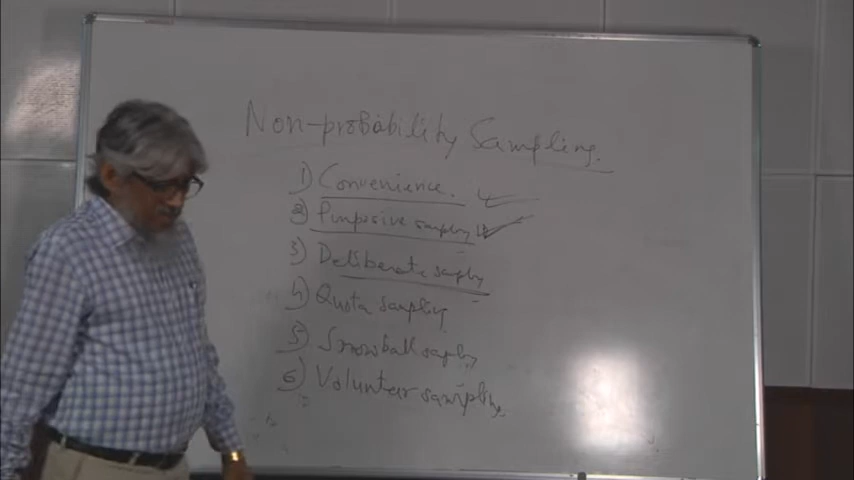 Non-probability Sampling.
1) Convenience.
2) Purposive sampling
3) Deliberate sampling
4) Quota sampling
5) Snowball sampling
6) Volunteer sampling